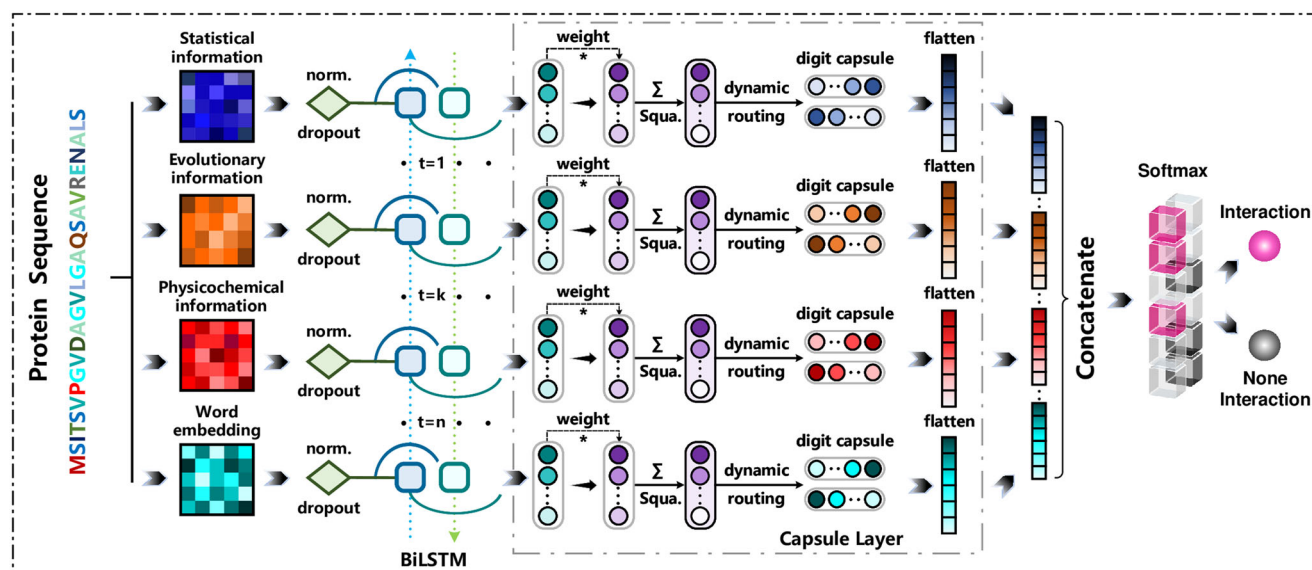 Protein Sequence
MSITSVPGVDAGVLGAQSAVRENALS
Statistical
information
norm.
dropout
weight
*
Σ
Squa.
dynamic
routing
digit capsule
flatten
t=1
Evolutionary
information
norm.
dropout
weight
*
Σ
Squa.
dynamic
routing
digit capsule
flatten
t=k
Physicochemical
information
norm.
dropout
weight
*
Σ
Squa.
dynamic
routing
digit capsule
flatten
t=n
Word
embedding
norm.
dropout
weight
*
Σ
Squa.
dynamic
routing
digit capsule
flatten
BiLSTM
Capsule Layer
Concatenate
Softmax
Interaction
None
Interaction